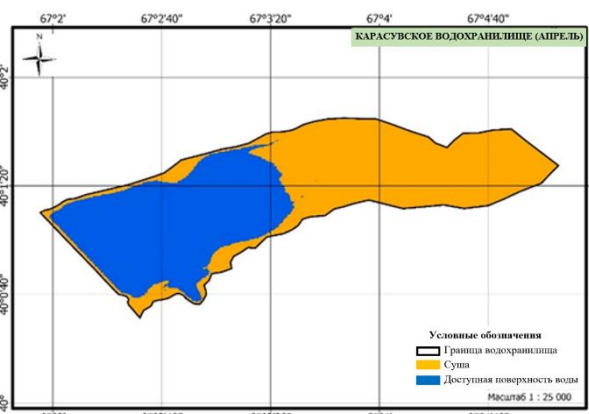 67°2' 67°2'40" 67°3'20" 67°4' 67°4'40"
КАРАСУВСКОЕ ВОДОХРАНИЛИЩЕ (АПРЕЛЬ)
N
40°2'
40°1'20"
40°0'40"
40°
Условные обозначения
Граница водохранилища
Суша
Доступная поверхность воды
Масштаб 1 : 25 000